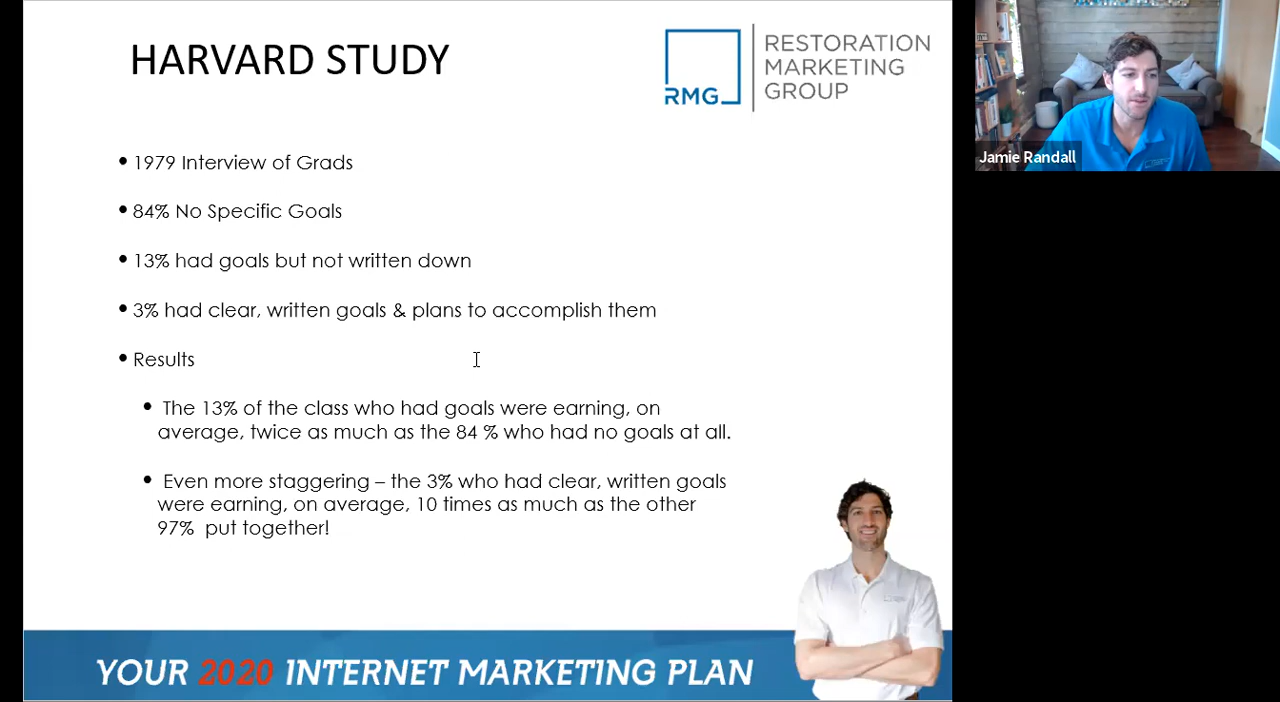 HARVARD STUDY
RMG
RESTORATION
MARKETING
GROUP
Jamie Randall
• 1979 Interview of Grads
• 84% No Specific Goals
• 13% had goals but not written down
• 3% had clear, written goals & plans to accomplish them
• Results
• The 13% of the class who had goals were earning, on
average, twice as much as the 84 % who had no goals at all.
• Even more staggering – the 3% who had clear, written goals
were earning, on average, 10 times as much as the other
97%  put together!
YOUR 2020 INTERNET MARKETING PLAN